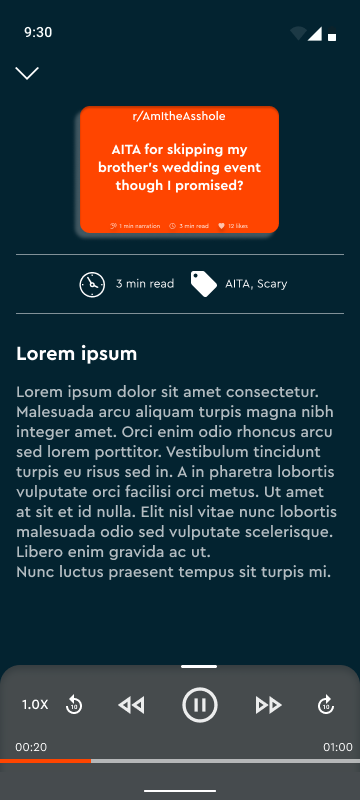 9:30
r/AmItheAsshole
AITA for skipping my
brother's wedding event
though I promised?
1 min narration 3 min read 12 likes
3 min read AITA, Scary
Lorem ipsum
Lorem ipsum dolor sit amet consectetur.
Malesuada arcu aliquam turpis magna nibh
integer amet. Orci enim odio rhoncus arcu
sed lorem porttitor. Vestibulum tincidunt
turpis eu risus sed in. A in pharetra lobortis
vulputate orci facilisi orci metus. Ut amet
at sit et id nulla. Elit nisl vitae nunc lobortis
malesuada odio sed vulputate scelerisque.
Libero enim gravida ac ut.
Nunc luctus praesent tempus sit turpis mi.
1.0X 10 10
00:20 01:00